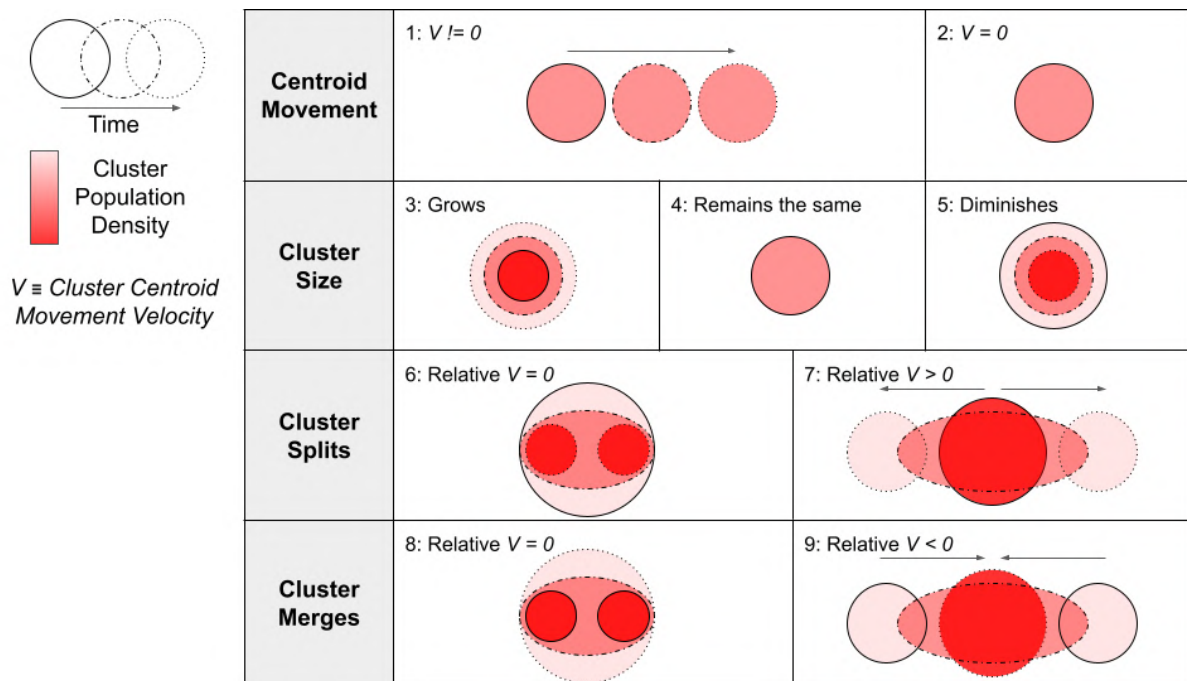 Time
Cluster
Population
Density
V ≡ Cluster Centroid
Movement Velocity
Centroid
Movement
1: V != 0
2: V = 0
Cluster
Size
3: Grows
4: Remains the same
5: Diminishes
Cluster
Splits
6: Relative V = 0
7: Relative V > 0
Cluster
Merges
8: Relative V = 0
9: Relative V < 0